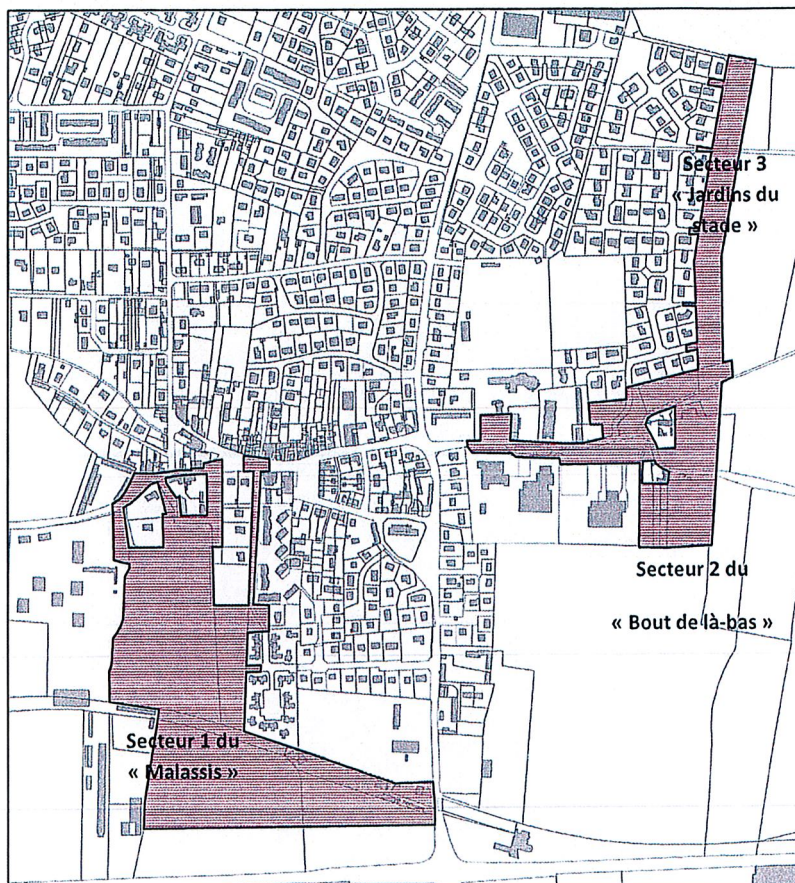 Secteur 3
« Jardins du
stade »
Secteur 2 du
« Bout de là-bas »
Secteur 1 du
« Malassis »